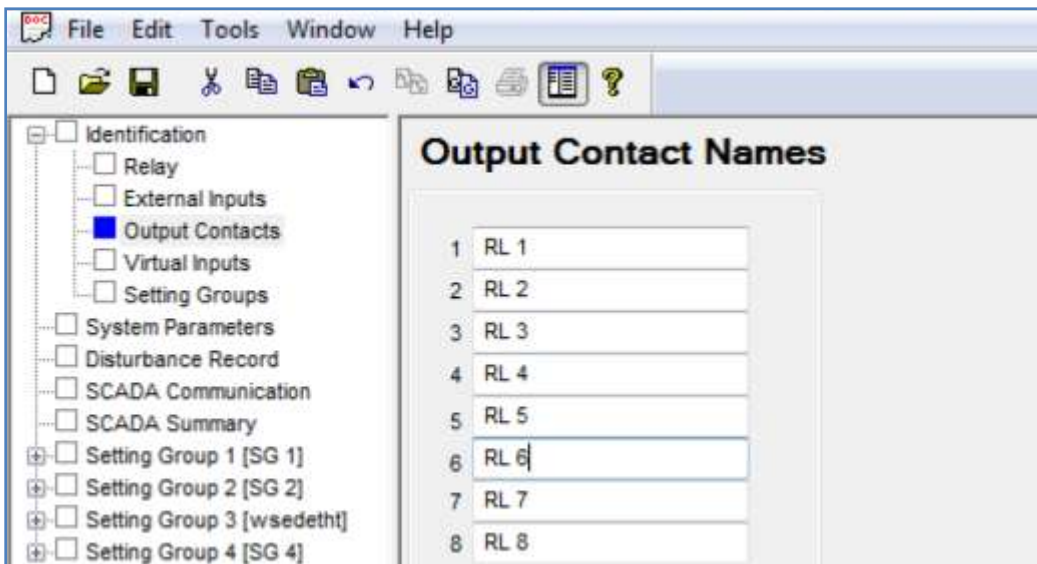 DOC File Edit Tools Window Help
Identification
Relay
External Inputs
Output Contacts
Virtual Inputs
Setting Groups
System Parameters
Disturbance Record
SCADA Communication
SCADA Summary
Setting Group 1 [SG 1]
Setting Group 2 [SG 2]
Setting Group 3 [wsedetht]
Setting Group 4 [SG 4]
Output Contact Names
1 RL 1
2 RL 2
3 RL 3
4 RL 4
5 RL 5
6 RL 6
7 RL 7
8 RL 8